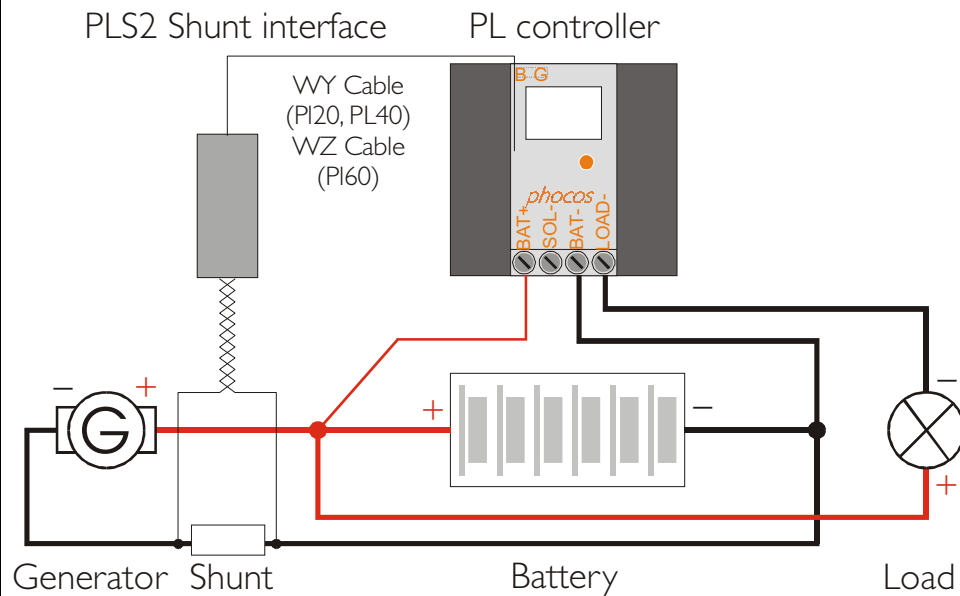 PLS2 Shunt interface
PL controller
WY Cable
(Pl20, PL40)
WZ Cable
(Pl60)
B G
phocos
BAT+
SOL-
BAT-
LOAD-
− +
G
+ −
−
+
Generator
Shunt
Battery
Load